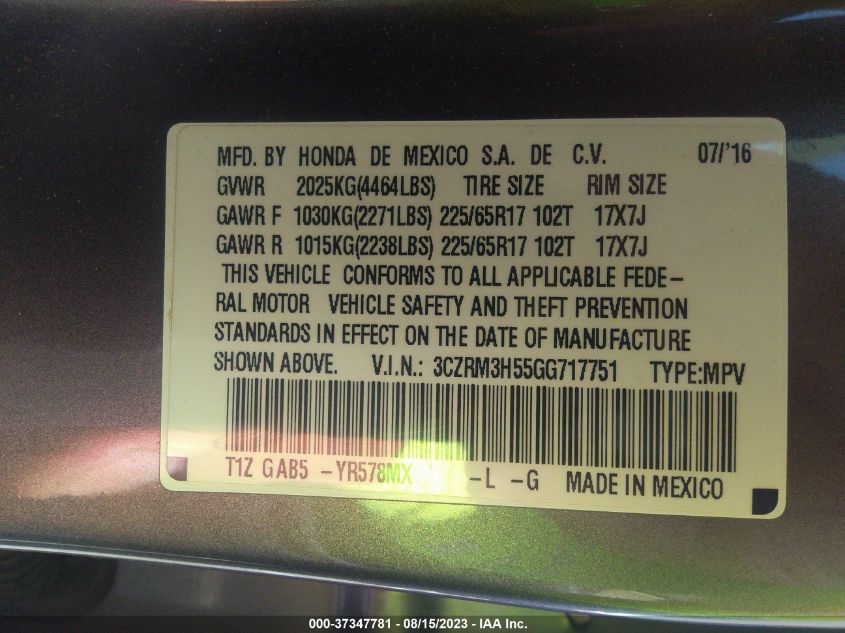 MFD. BY HONDA DE MEXICO S.A. DE C.V. 07/'16
GVWR 2025KG(4464LBS) TIRE SIZE RIM SIZE
GAWR F 1030KG(2271LBS) 225/65R17 102T 17X7J
GAWR R 1015KG(2238LBS) 225/65R17 102T 17X7J
THIS VEHICLE CONFORMS TO ALL APPLICABLE FEDE-
RAL MOTOR VEHICLE SAFETY AND THEFT PREVENTION
STANDARDS IN EFFECT ON THE DATE OF MANUFACTURE
SHOWN ABOVE. V.I.N.: 3CZRM3H55GG717751 TYPE:MPV
T1Z GAB5 -YR578MX -L -G MADE IN MEXICO
000-37347781 - 08/15/2023 - IAA Inc.